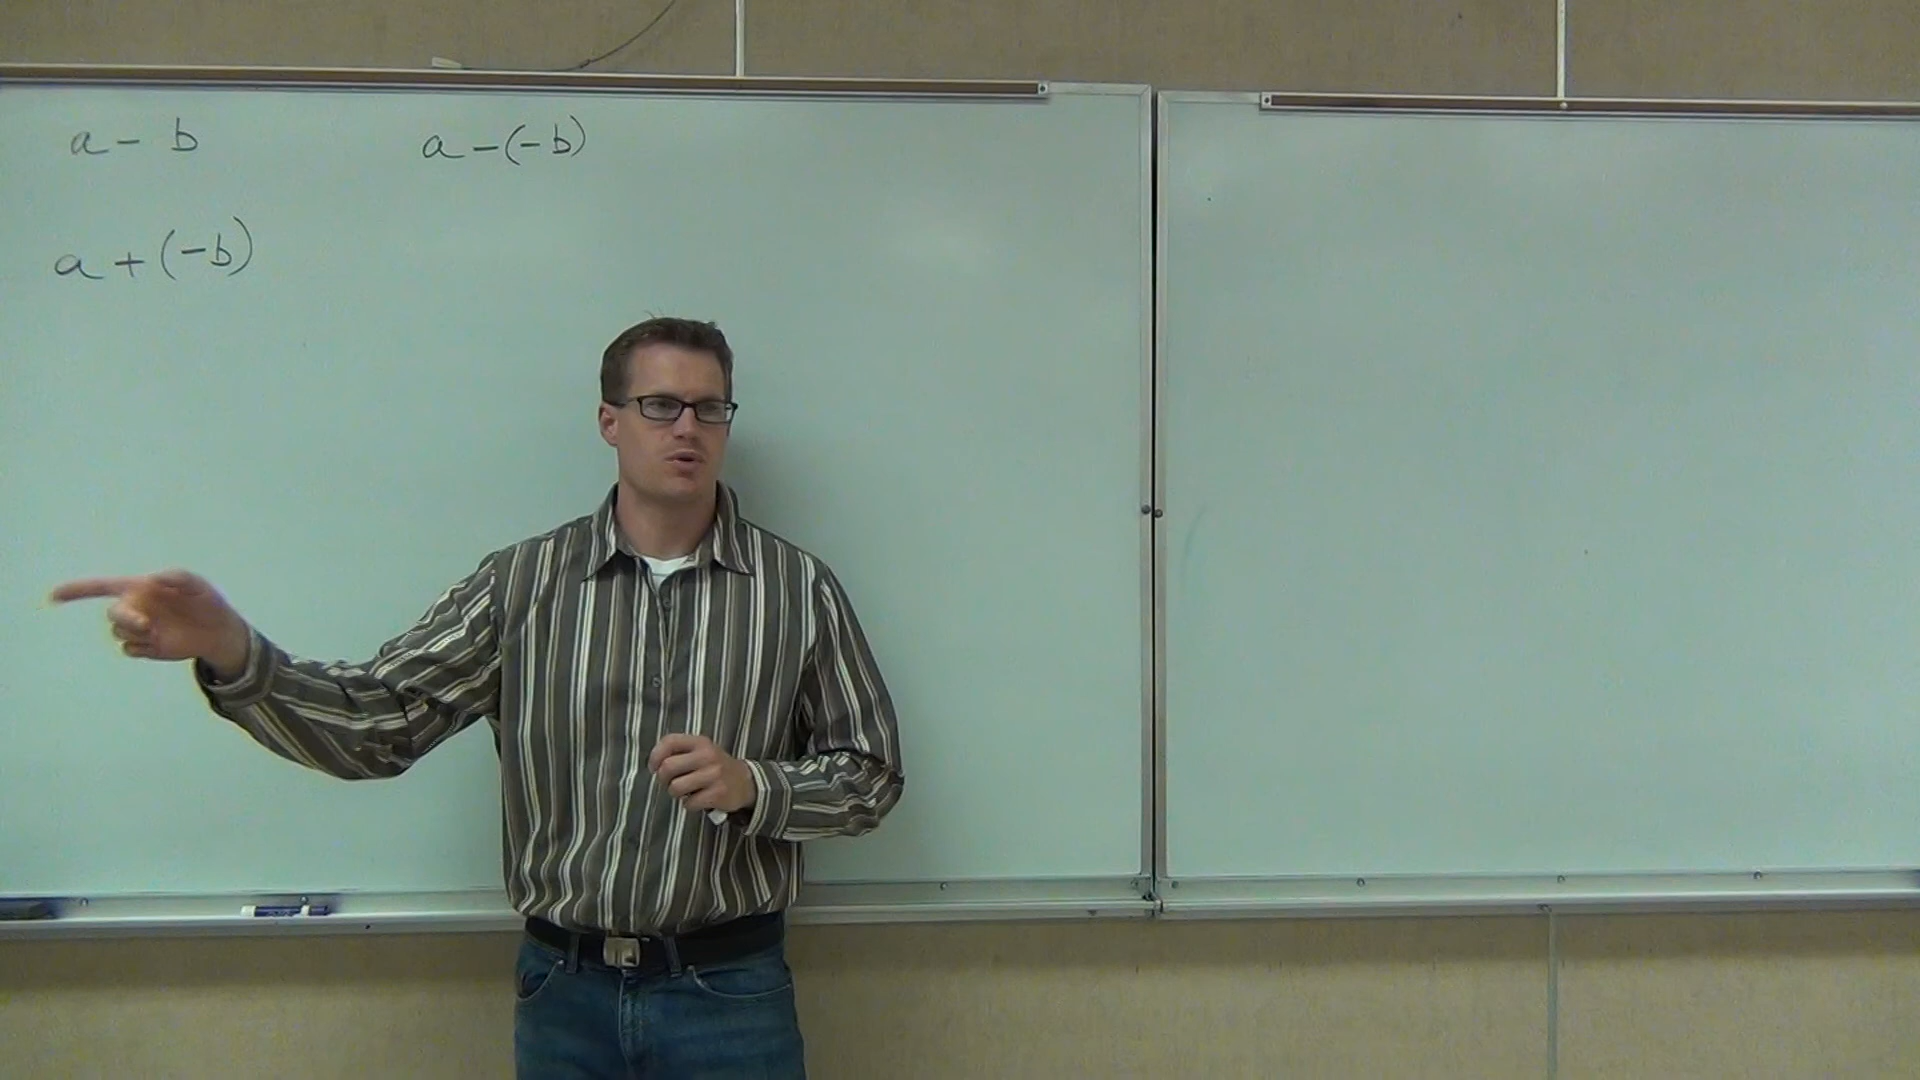 a - b
a - (-b)
a + (-b)